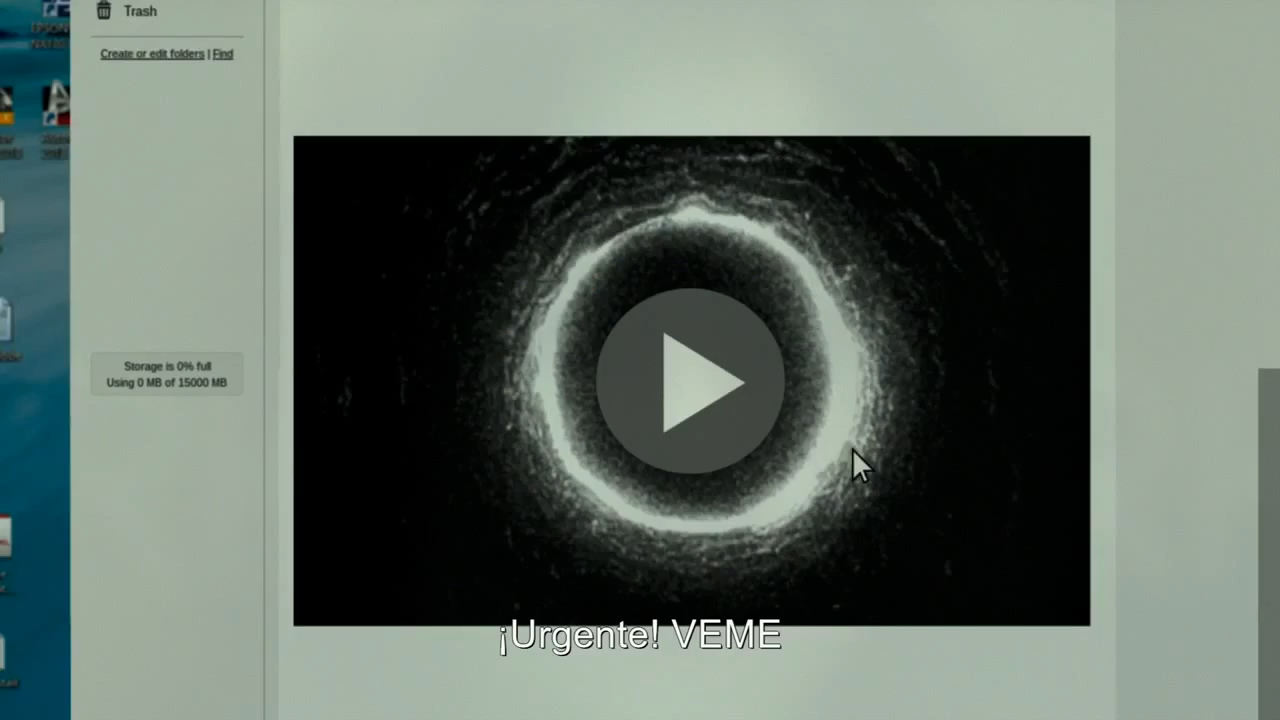 Trash
Create or edit folders | Find
Storage is 0% full
Using 0 MB of 15000 MB
¡Urgente! VEME